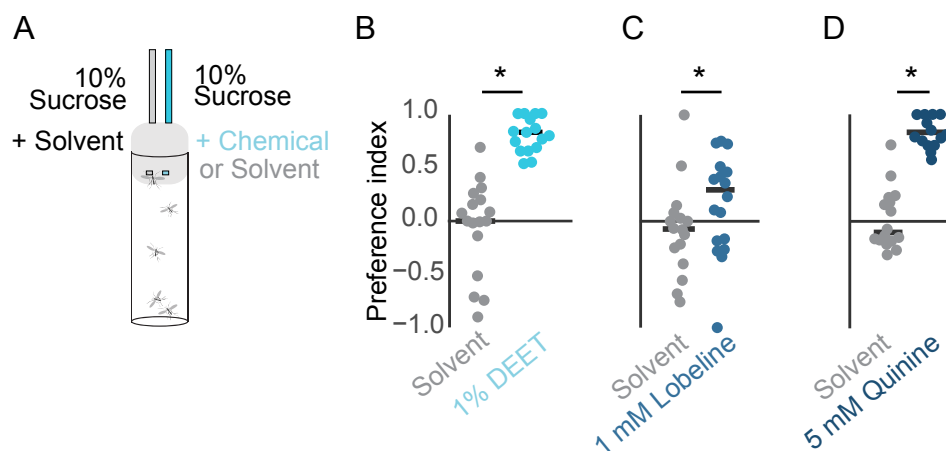 A
10%
Sucrose
+ Solvent
10%
Sucrose
+ Chemical
or Solvent
B
*
Preference index
1.0
0.5
0.0
−0.5
−1.0
Solvent
1% DEET
C
*
Solvent
1 mM Lobeline
D
*
Solvent
5 mM Quinine